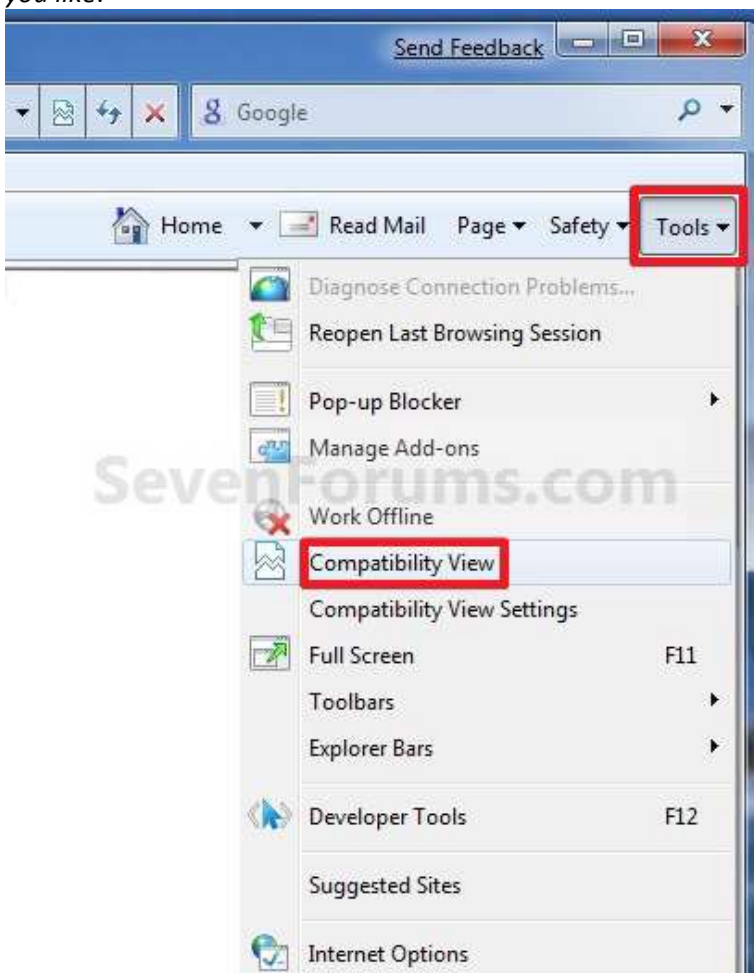 you like.
Send Feedback
Google
Home Read Mail Page Safety Tools
Diagnose Connection Problems...
Reopen Last Browsing Session
Pop-up Blocker
Manage Add-ons
SevenForums.com
Work Offline
Compatibility View
Compatibility View Settings
Full Screen F11
Toolbars
Explorer Bars
Developer Tools F12
Suggested Sites
Internet Options